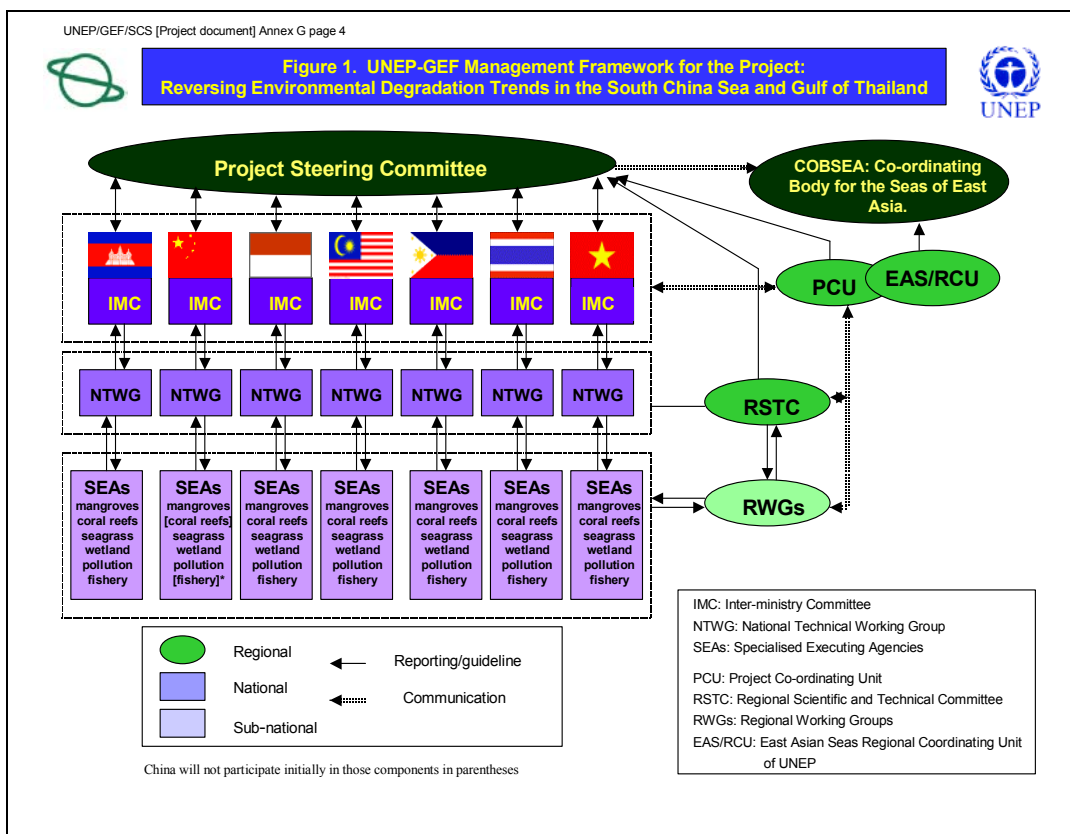 UNEP/GEF/SCS [Project document] Annex G page 4
Figure 1. UNEP-GEF Management Framework for the Project:
Reversing Environmental Degradation Trends in the South China Sea and Gulf of Thailand
UNEP
Project Steering Committee
COBSEA: Co-ordinating
Body for the Seas of East
Asia.
PCU
EAS/RCU
IMC
IMC
IMC
IMC
IMC
IMC
IMC
NTWG
NTWG
NTWG
NTWG
NTWG
NTWG
NTWG
RSTC
SEAs
mangroves
coral reefs
seagrass
wetland
pollution
fishery
SEAs
mangroves
[coral reefs]
seagrass
wetland
pollution
[fishery]*
SEAs
mangroves
coral reefs
seagrass
wetland
pollution
fishery
SEAs
mangroves
coral reefs
seagrass
wetland
pollution
fishery
SEAs
mangroves
coral reefs
seagrass
wetland
pollution
fishery
SEAs
mangroves
coral reefs
seagrass
wetland
pollution
fishery
SEAs
mangroves
coral reefs
seagrass
wetland
pollution
fishery
RWGs
Regional
National
Sub-national
Reporting/guideline
Communication
IMC: Inter-ministry Committee
NTWG: National Technical Working Group
SEAs: Specialised Executing Agencies
PCU: Project Co-ordinating Unit
RSTC: Regional Scientific and Technical Committee
RWGs: Regional Working Groups
EAS/RCU: East Asian Seas Regional Coordinating Unit
of UNEP
China will not participate initially in those components in parentheses